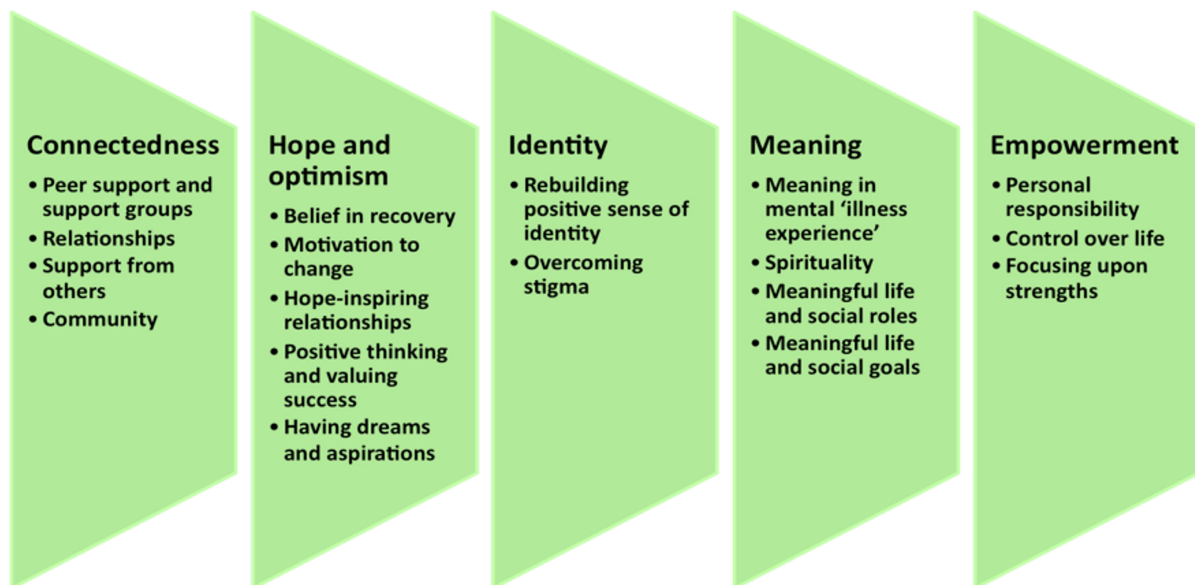 Connectedness
• Peer support and
support groups
• Relationships
• Support from
others
• Community
Hope and
optimism
• Belief in recovery
• Motivation to
change
• Hope-inspiring
relationships
• Positive thinking
and valuing
success
• Having dreams
and aspirations
Identity
• Rebuilding
positive sense of
identity
• Overcoming
stigma
Meaning
• Meaning in
mental ‘illness
experience’
• Spirituality
• Meaningful life
and social roles
• Meaningful life
and social goals
Empowerment
• Personal
responsibility
• Control over life
• Focusing upon
strengths